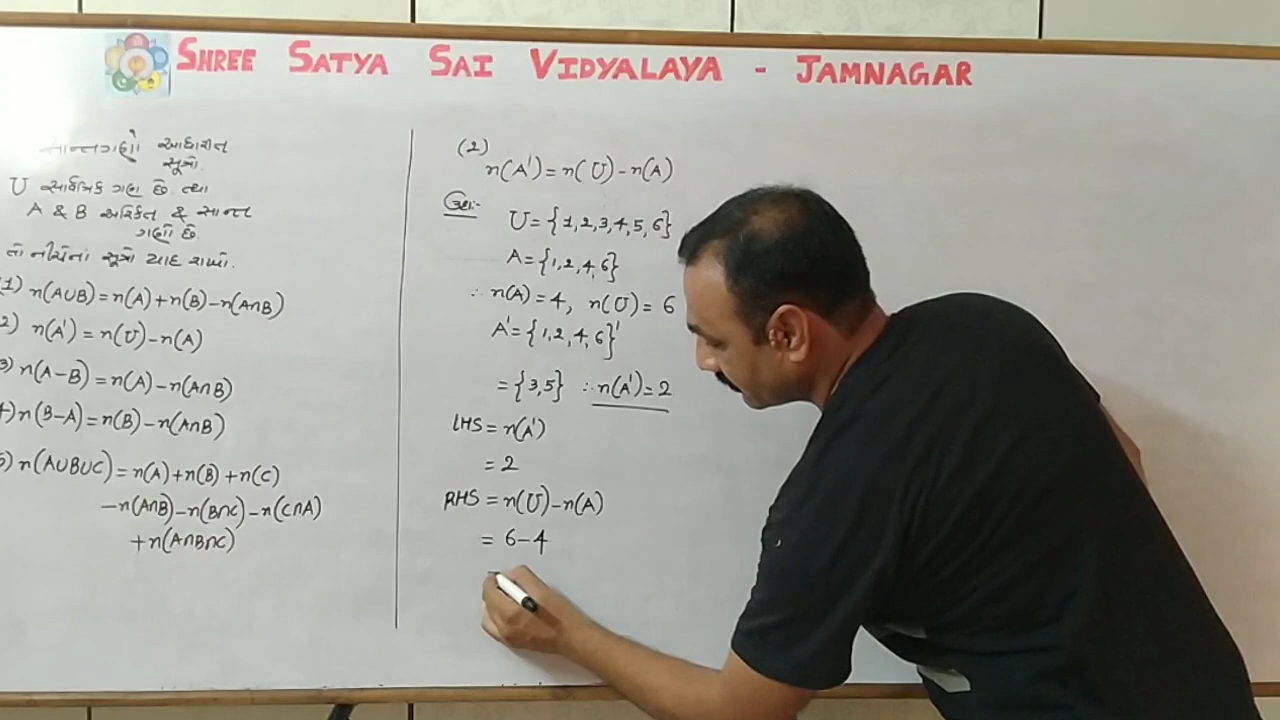 SHREE SATYA SAI VIDYALAYA - JAMNAGAR
સાન્તગણો આધારિત
સૂત્રો
U સાર્વત્રિક ગણ છે તથા
A & B અરિક્ત & સાન્ત
ગણો છે.
તો નીચેનાં સૂત્રો યાદ રાખો.
1) n(A∪B)=n(A)+n(B)-n(A∩B)
2) n(A')=n(U)-n(A)
3) n(A-B)=n(A)-n(A∩B)
4) n(B-A)=n(B)-n(A∩B)
5) n(A∪B∪C)=n(A)+n(B)+n(C)
-n(A∩B)-n(B∩C)-n(C∩A)
+n(A∩B∩C)
(2)
n(A')=n(U)-n(A)
ઉદા:-
U={1,2,3,4,5,6}
A={1,2,4,6}
∴ n(A)=4, n(U)=6
A'={1,2,4,6}'
={3,5} ∴n(A')=2
LHS=n(A')
=2
RHS=n(U)-n(A)
=6-4